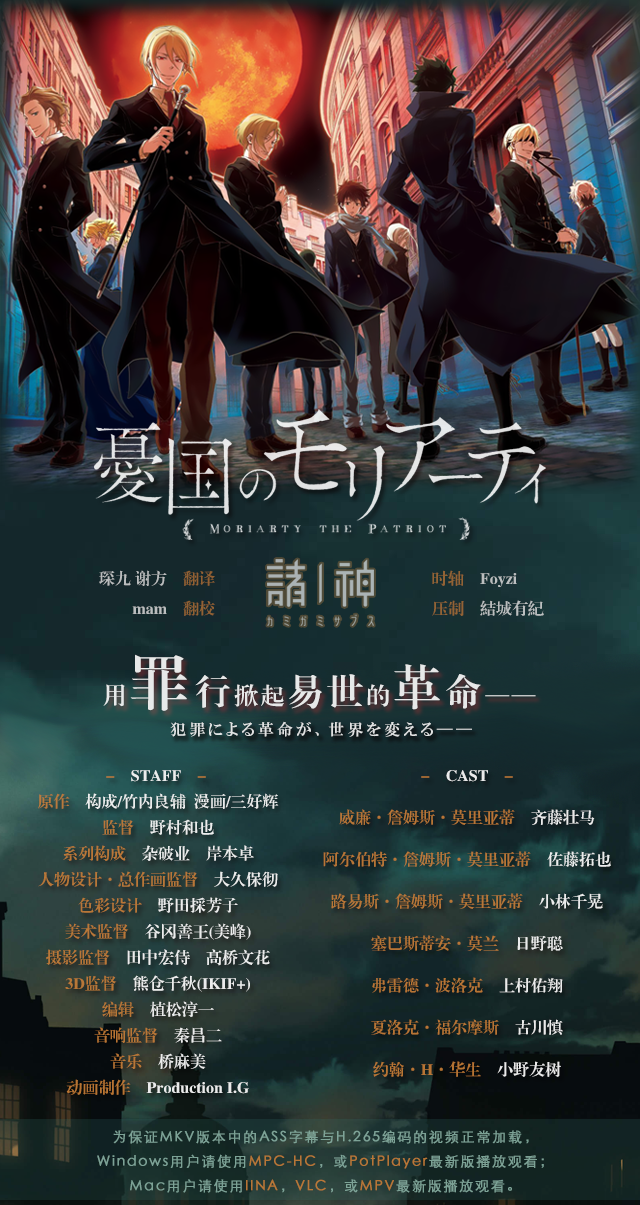 憂国のモリアーティ
MORIARTY THE PATRIOT
琛九 谢方 翻译
mam 翻校
諸神
カミガミサブス
时轴 Foyzi
压制 結城有紀
用罪行掀起易世的革命——
犯罪による革命が、世界を変える——
– STAFF –
原作 构成/竹内良辅 漫画/三好辉
监督 野村和也
系列构成 杂破业 岸本卓
人物设计・总作画监督 大久保彻
色彩设计 野田採芳子
美术监督 谷冈善王(美峰)
摄影监督 田中宏侍 高桥文花
3D监督 熊仓千秋(IKIF+)
编辑 植松淳一
音响监督 秦昌二
音乐 桥麻美
动画制作 Production I.G
– CAST –
威廉・詹姆斯・莫里亚蒂 齐藤壮马
阿尔伯特・詹姆斯・莫里亚蒂 佐藤拓也
路易斯・詹姆斯・莫里亚蒂 小林千晃
塞巴斯蒂安・莫兰 日野聪
弗雷德・波洛克 上村佑翔
夏洛克・福尔摩斯 古川慎
约翰・H・华生 小野友树
为保证MKV版本中的ASS字幕与H.265编码的视频正常加载，
Windows用户请使用MPC-HC，或PotPlayer最新版播放观看；
Mac用户请使用IINA，VLC，或MPV最新版播放观看。